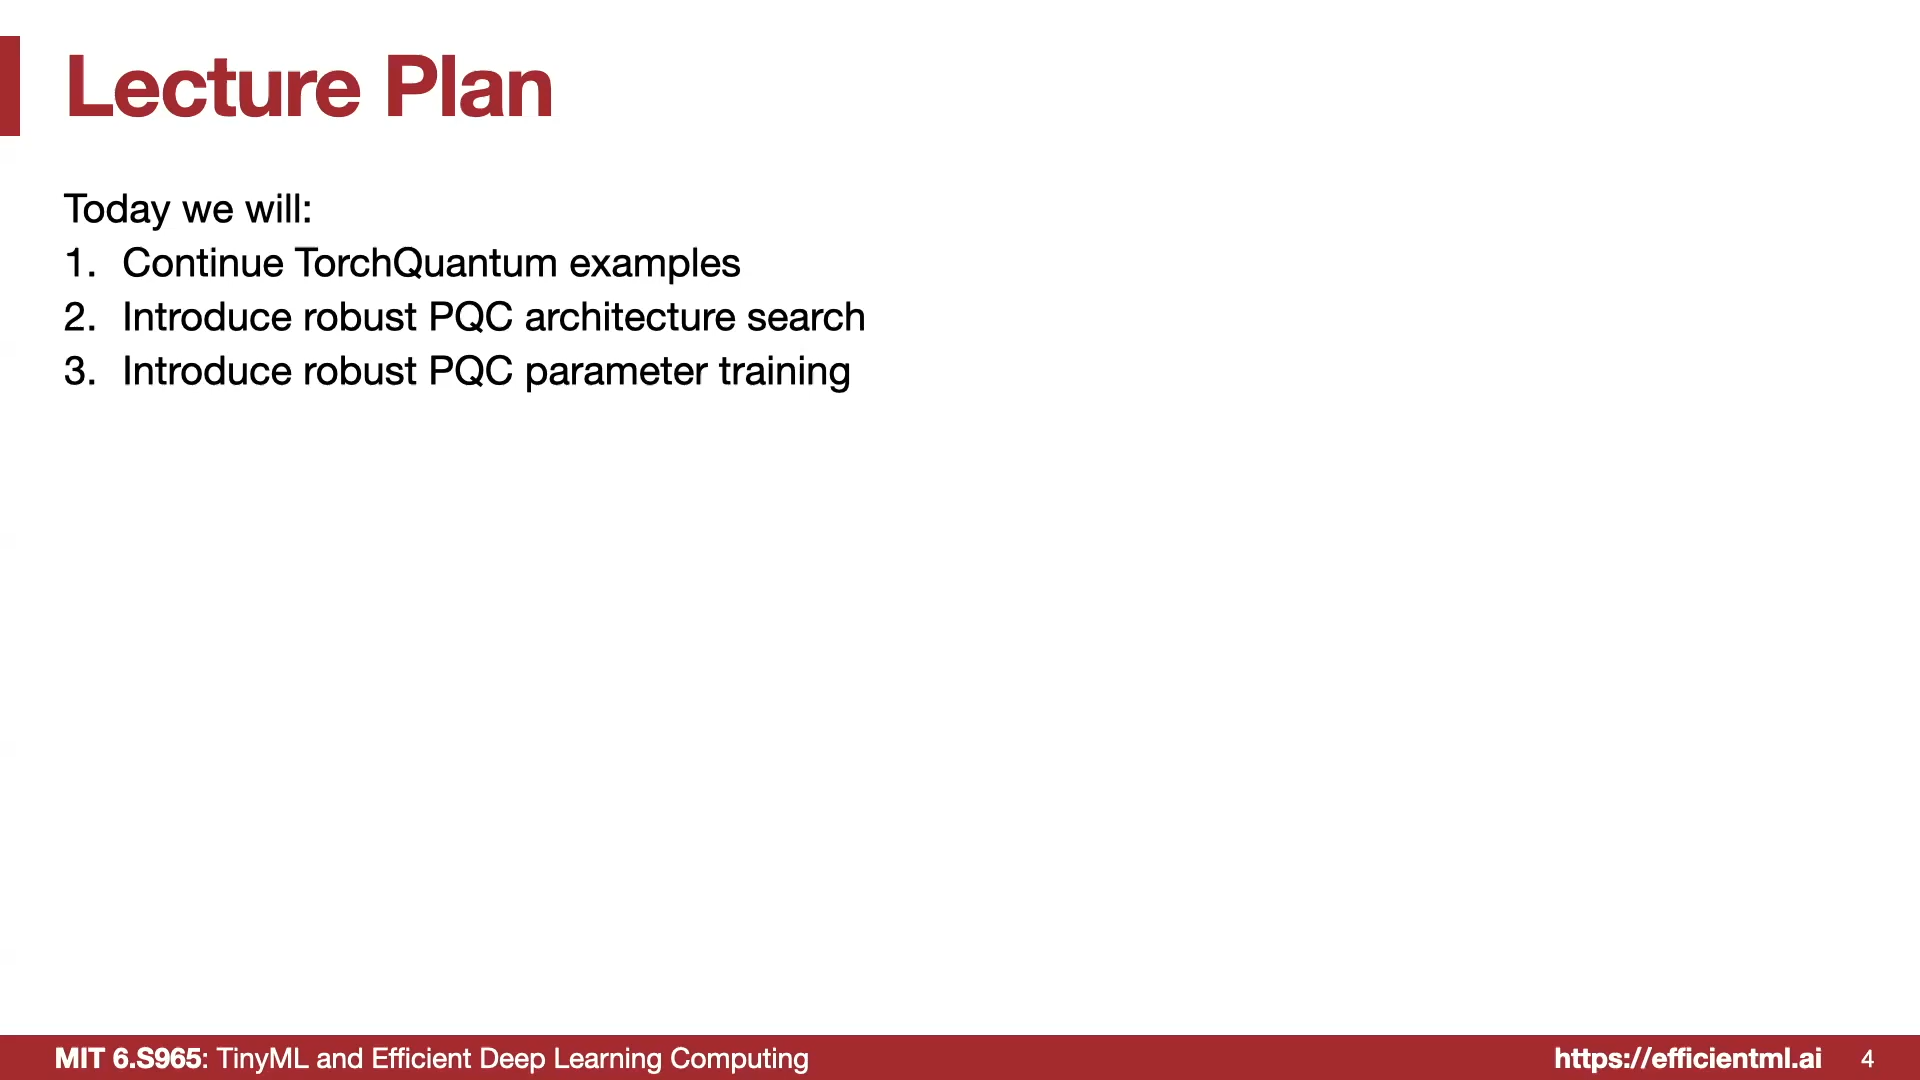 Lecture Plan
Today we will:
1. Continue TorchQuantum examples
2. Introduce robust PQC architecture search
3. Introduce robust PQC parameter training
MIT 6.S965: TinyML and Efficient Deep Learning Computing
https://efficientml.ai
4